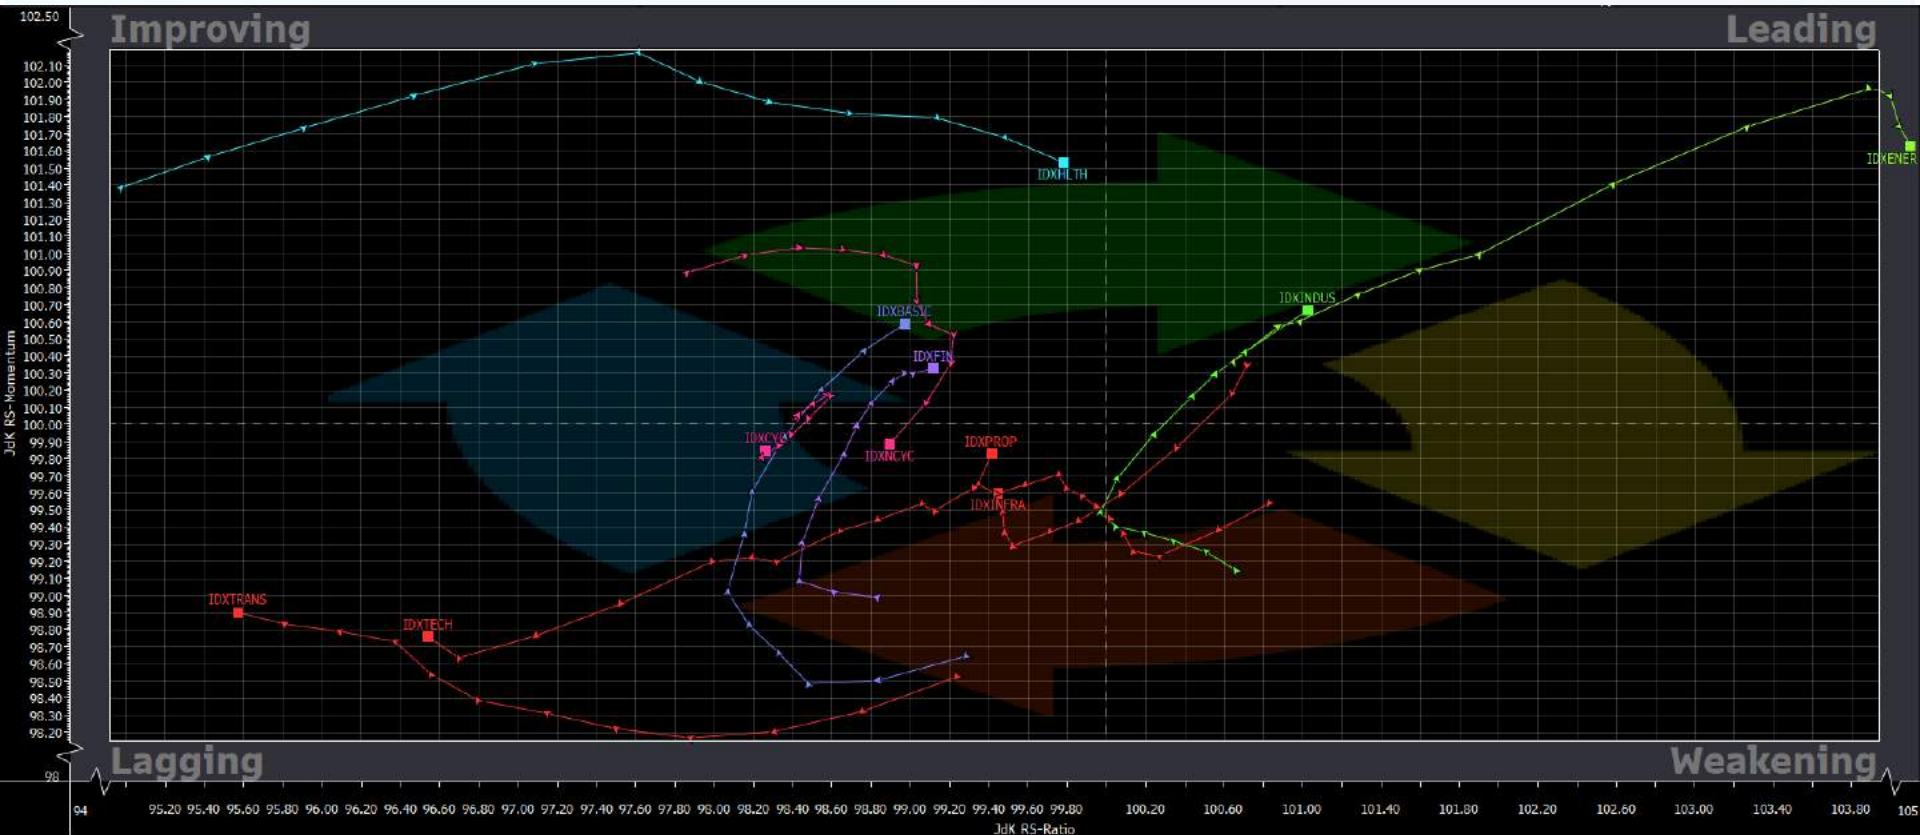 102.50
Improving
Leading
102.10
102.00
101.90
101.80
101.70
101.60
101.50
101.40
101.30
101.20
101.10
101.00
100.90
100.80
100.70
100.60
100.50
100.40
100.30
100.20
100.10
100.00
99.90
99.80
99.70
99.60
99.50
99.40
99.30
99.20
99.10
99.00
98.90
98.80
98.70
98.60
98.50
98.40
98.30
98.20
98
JdK RS-Momentum
IDXENER
IDXHLTH
IDXINDUS
IDXBASIC
IDXFIN
IDXCYC
IDXPROP
IDXNCYC
IDXINFRA
IDXTRANS
IDXTECH
Lagging
Weakening
94 95.20 95.40 95.60 95.80 96.00 96.20 96.40 96.60 96.80 97.00 97.20 97.40 97.60 97.80 98.00 98.20 98.40 98.60 98.80 99.00 99.20 99.40 99.60 99.80 100.20 100.60 101.00 101.40 101.80 102.20 102.60 103.00 103.40 103.80 105
JdK RS-Ratio